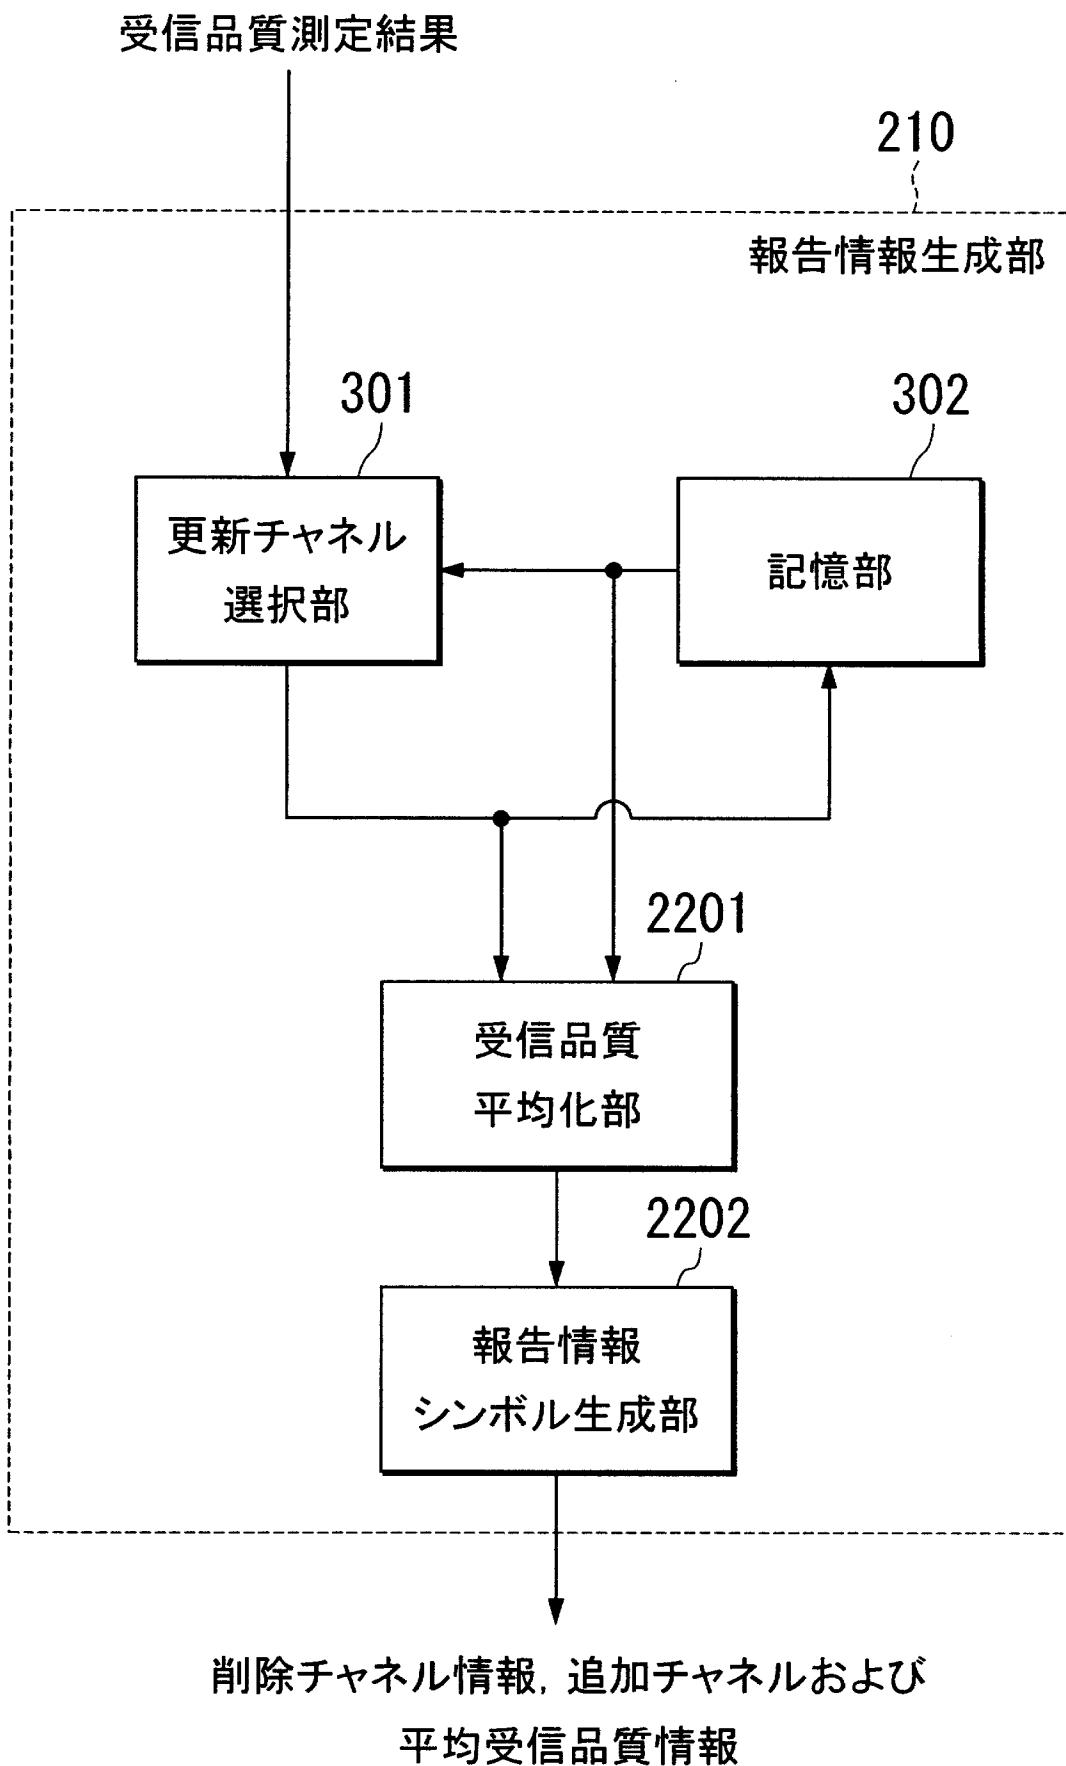 受信品質測定結果
210
報告情報生成部
301
302
更新チャネル
選択部
記憶部
2201
受信品質
平均化部
2202
報告情報
シンボル生成部
削除チャネル情報, 追加チャネルおよび
平均受信品質情報